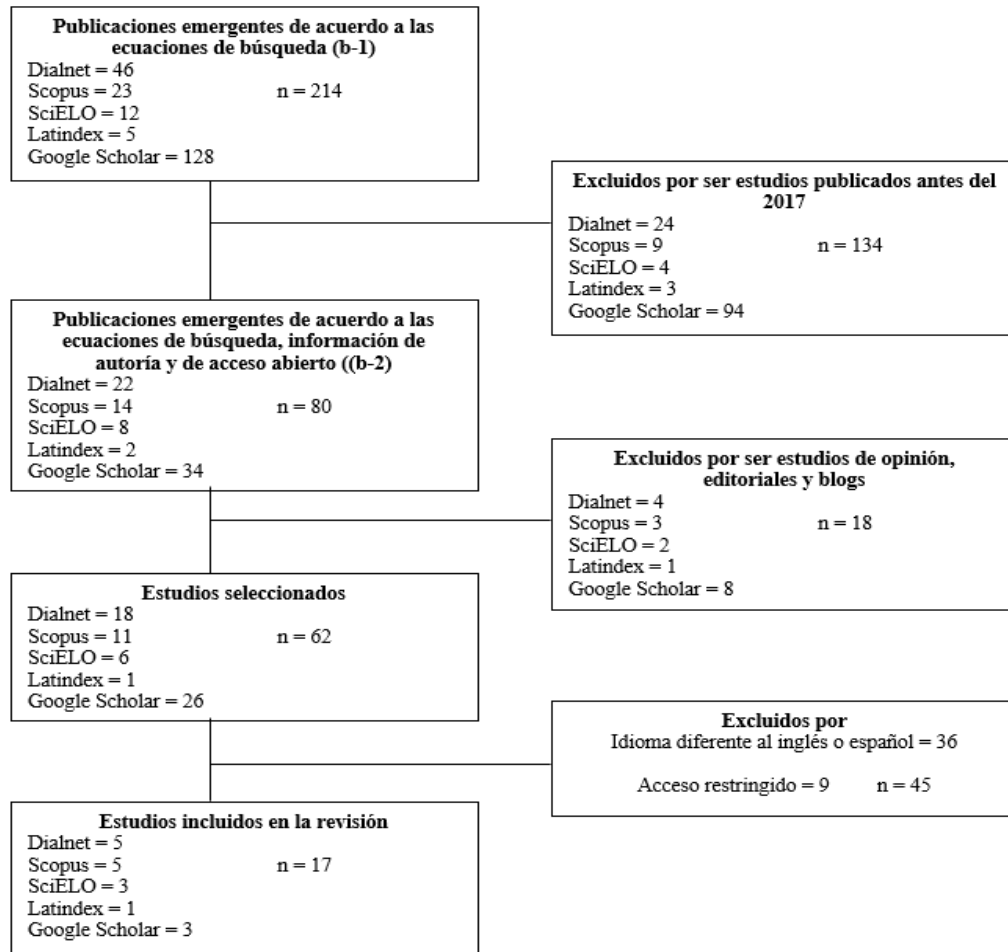 Publicaciones emergentes de acuerdo a las
ecuaciones de búsqueda (b-1)
Dialnet = 46
Scopus = 23 n = 214
SciELO = 12
Latindex = 5
Google Scholar = 128
Excluidos por ser estudios publicados antes del
2017
Dialnet = 24
Scopus = 9 n = 134
SciELO = 4
Latindex = 3
Google Scholar = 94
Publicaciones emergentes de acuerdo a las
ecuaciones de búsqueda, información de
autoría y de acceso abierto ((b-2)
Dialnet = 22
Scopus = 14 n = 80
SciELO = 8
Latindex = 2
Google Scholar = 34
Excluidos por ser estudios de opinión,
editoriales y blogs
Dialnet = 4
Scopus = 3 n = 18
SciELO = 2
Latindex = 1
Google Scholar = 8
Estudios seleccionados
Dialnet = 18
Scopus = 11 n = 62
SciELO = 6
Latindex = 1
Google Scholar = 26
Excluidos por
Idioma diferente al inglés o español = 36
Acceso restringido = 9 n = 45
Estudios incluidos en la revisión
Dialnet = 5
Scopus = 5 n = 17
SciELO = 3
Latindex = 1
Google Scholar = 3